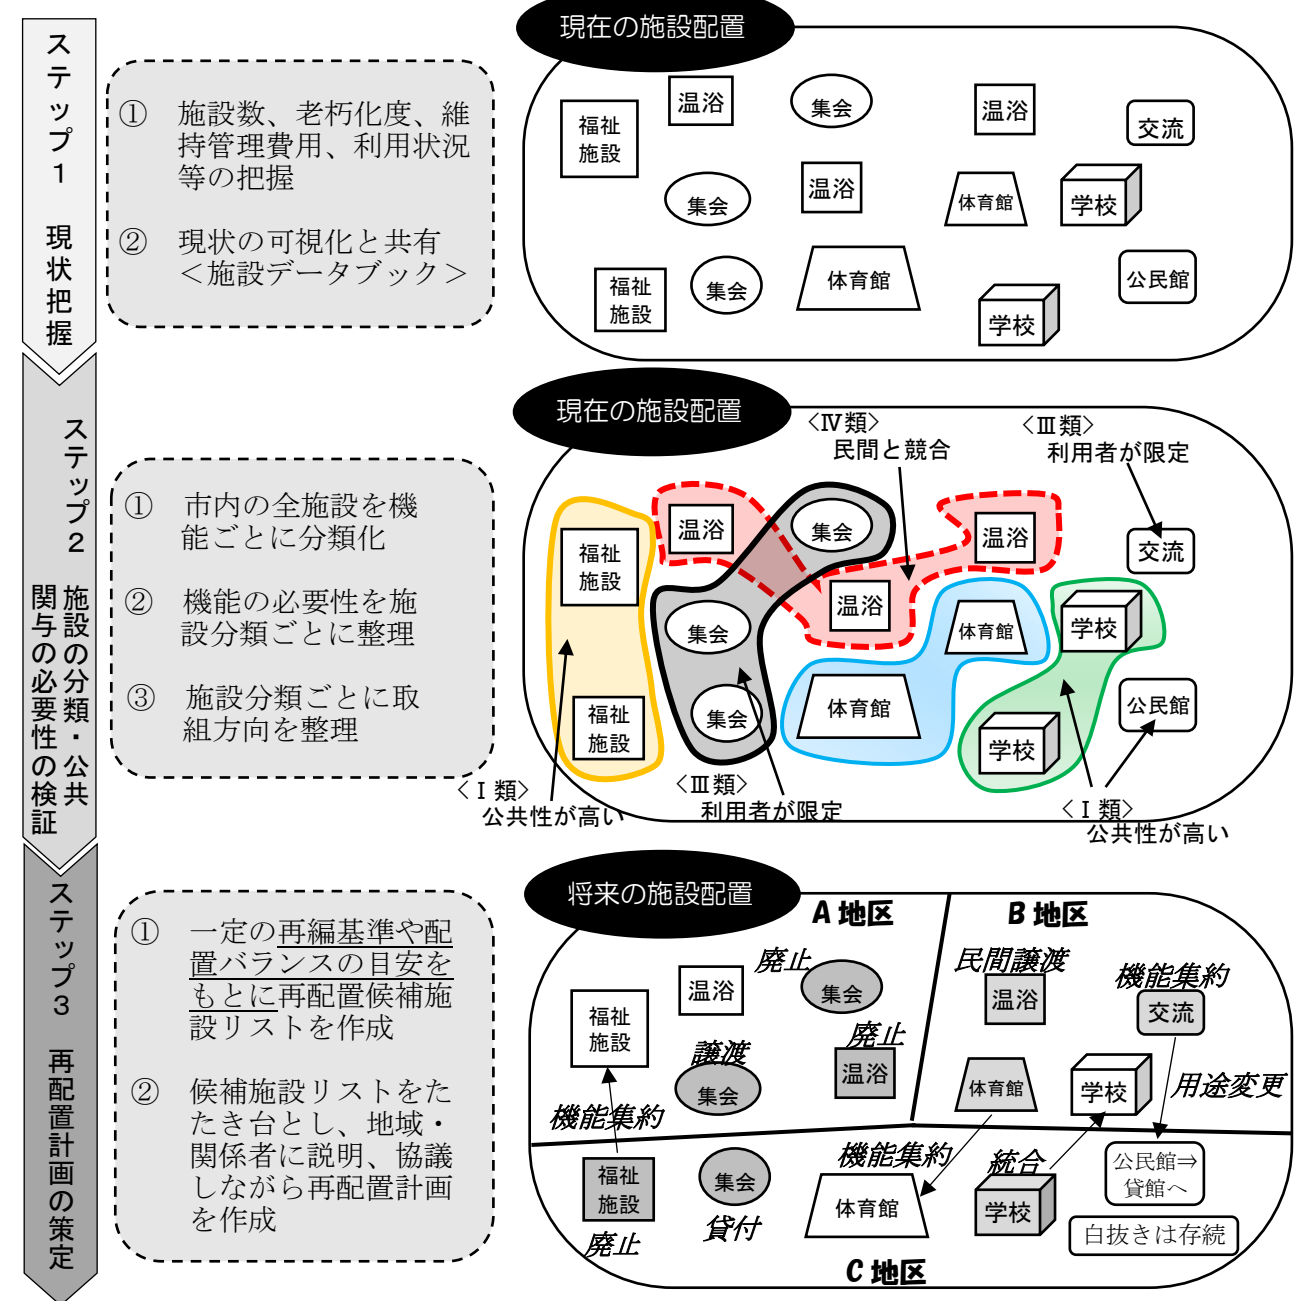 ステップ１　現状把握
①　施設数、老朽化度、維
持管理費用、利用状況
等の把握
②　現状の可視化と共有
＜施設データブック＞
現在の施設配置
福祉
施設
温浴
集会
温浴
交流
集会
温浴
体育館
学校
福祉
施設
集会
体育館
学校
公民館
ステップ２　施設の分類・公共
関与の必要性の検証
①　市内の全施設を機
能ごとに分類化
②　機能の必要性を施
設分類ごとに整理
③　施設分類ごとに取
組方向を整理
現在の施設配置
〈Ⅳ類〉
民間と競合
〈Ⅲ類〉
利用者が限定
福祉
施設
温浴
集会
温浴
交流
集会
温浴
体育館
学校
福祉
施設
集会
体育館
学校
公民館
〈Ⅰ類〉
公共性が高い
〈Ⅲ類〉
利用者が限定
〈Ⅰ類〉
公共性が高い
ステップ３　再配置計画の策定
①　一定の再編基準や配
置バランスの目安を
もとに再配置候補施
設リストを作成
②　候補施設リストをた
たき台とし、地域・
関係者に説明、協議
しながら再配置計画
を作成
将来の施設配置
A 地区
B 地区
福祉
施設
温浴
廃止
集会
民間譲渡
温浴
機能集約
交流
譲渡
集会
廃止
温浴
体育館
学校
用途変更
機能集約
福祉
施設
廃止
集会
貸付
機能集約
体育館
統合
学校
公民館⇒
貸館へ
白抜きは存続
C 地区